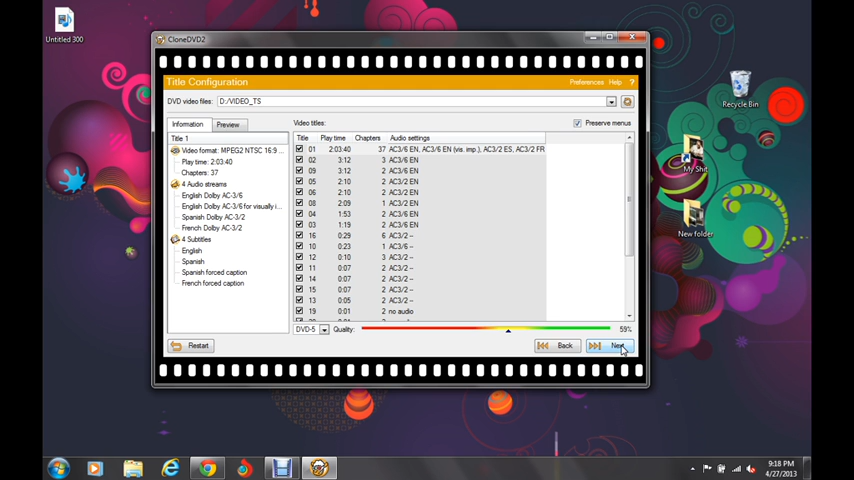 Untitled 300
CloneDVD2
Title Configuration
Preferences Help ?
DVD video files: D:/VIDEO_TS
Information Preview
Video titles:
Preserve menus
Title 1
Video format: MPEG2 NTSC 16:9 ...
Play time: 2:03:40
Chapters: 37
4 Audio streams
English Dolby AC-3/6
English Dolby AC-3/6 for visually i...
Spanish Dolby AC-3/2
French Dolby AC-3/2
4 Subtitles
English
Spanish
Spanish forced caption
French forced caption
Title Play time Chapters Audio settings
01 2:03:40 37 AC3/6 EN, AC3/6 EN (vis. imp.), AC3/2 ES, AC3/2 FR
02 3:12 3 AC3/6 EN
09 3:12 2 AC3/6 EN
05 2:10 2 AC3/2 EN
06 2:10 2 AC3/2 EN
08 2:09 1 AC3/2 EN
04 1:53 2 AC3/6 EN
03 1:19 2 AC3/6 EN
16 0:29 6 AC3/2 --
10 0:23 1 AC3/6 --
12 0:10 3 AC3/2 --
11 0:07 2 AC3/2 --
14 0:07 2 AC3/2 --
15 0:07 2 AC3/2 --
13 0:05 2 AC3/2 --
19 0:01 2 no audio
DVD-5 Quality: 59%
Restart
Back
Next
Recycle Bin
My Shit
New folder
9:18 PM
4/27/2013